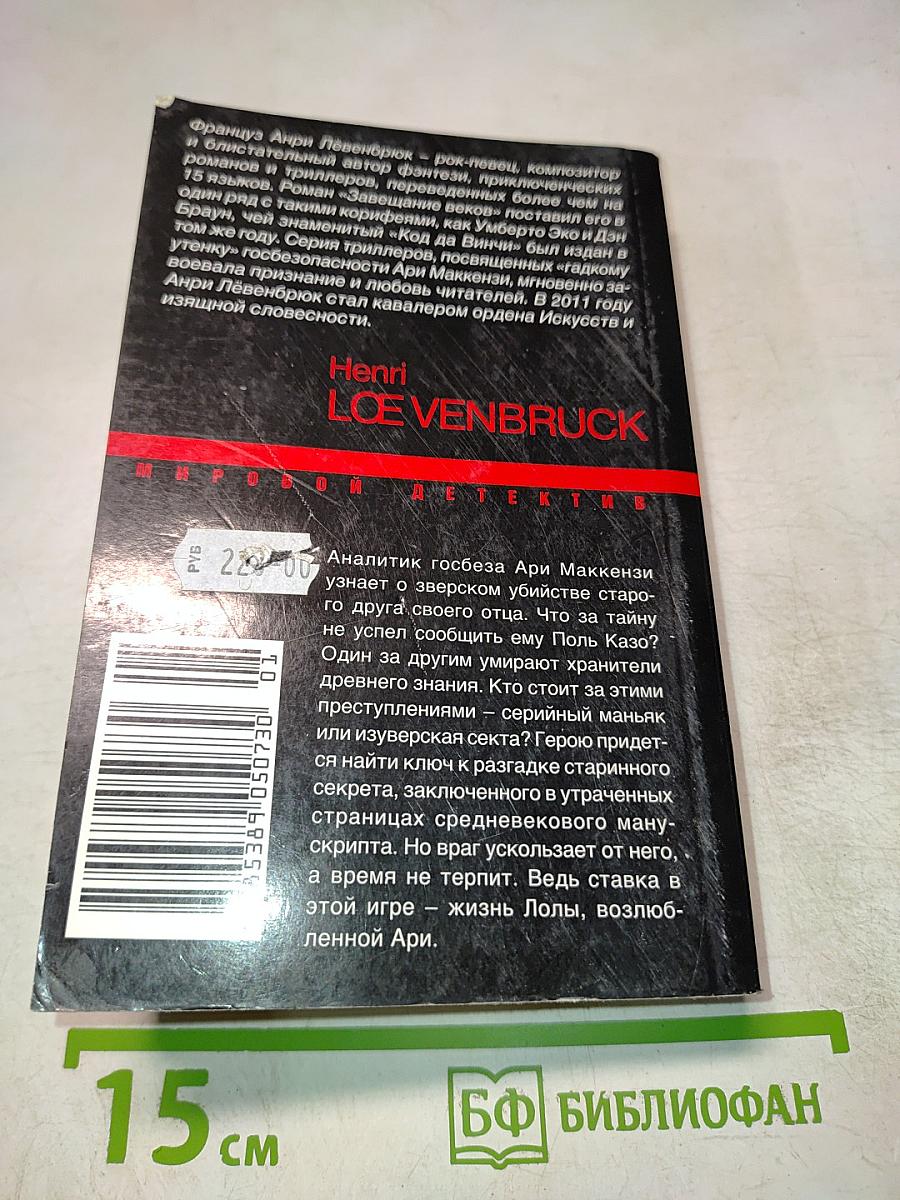 Француз Анри Лёвенбрюк – рок-певец, композитор
и блистательный автор фэнтези, приключенческих
романов и триллеров, переведенных более чем на
15 языков. Роман «Завещание веков» поставил его в
один ряд с такими корифеями, как Умберто Эко и Дэн
Браун, чей знаменитый «Код да Винчи» был издан в
том же году. Серия триллеров, посвященных «гадкому
утенку» госбезопасности Ари Маккензи, мгновенно за-
воевала признание и любовь читателей. В 2011 году
Анри Лёвенбрюк стал кавалером ордена Искусств и
изящной словесности.
Henri
LŒVENBRUCK
МИРОВОЙ ДЕТЕКТИВ
РУБ
Аналитик госбеза Ари Маккензи
узнает о зверском убийстве старо-
го друга своего отца. Что за тайну
не успел сообщить ему Поль Казо?
Один за другим умирают хранители
древнего знания. Кто стоит за этими
преступлениями – серийный маньяк
или изуверская секта? Герою придет-
ся найти ключ к разгадке старинного
секрета, заключенного в утраченных
страницах средневекового ману-
скрипта. Но враг ускользает от него,
а время не терпит. Ведь ставка в
этой игре – жизнь Лолы, возлюб-
ленной Ари.
01
050730
15 см
БФ БИБЛИОФАН